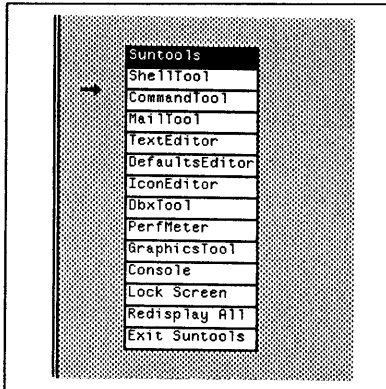 Suntools
ShellTool
CommandTool
MailTool
TextEditor
DefaultsEditor
IconEditor
DbxTool
PerfMeter
GraphicsTool
Console
Lock Screen
Redisplay All
Exit Suntools